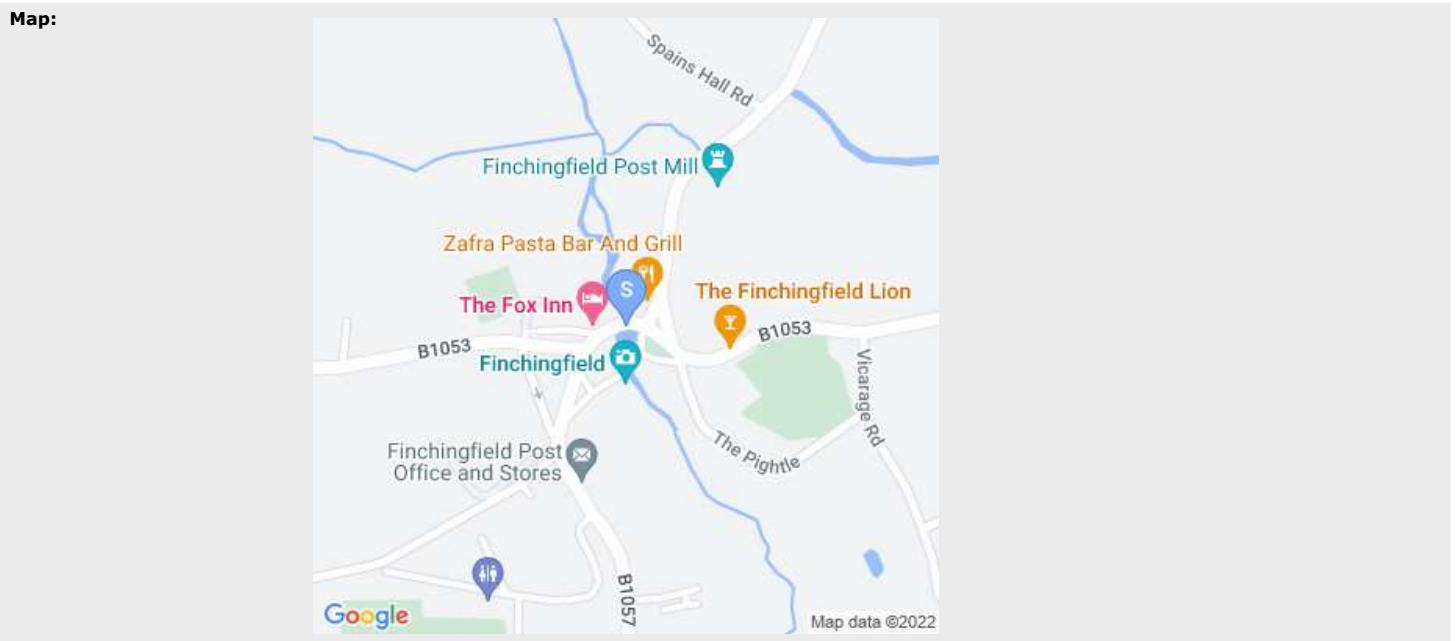 Map:
Spains Hall Rd
Finchingfield Post Mill
Zafra Pasta Bar And Grill
S
The Fox Inn
The Finchingfield Lion
B1053
B1053
Finchingfield
Vicarage Rd
The Pightle
Finchingfield Post
Office and Stores
B1057
Google
Map data ©2022